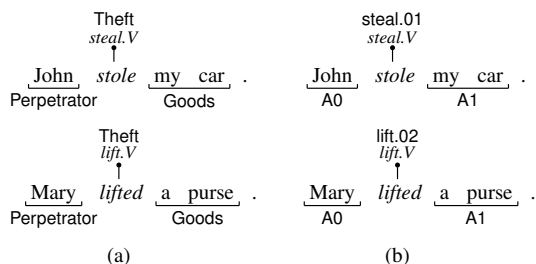 Theft steal.01
steal.V steal.V
John stole my car . John stole my car .
Perpetrator Goods A0 A1
Theft lift.02
lift.V lift.V
Mary lifted a purse . Mary lifted a purse .
Perpetrator Goods A0 A1
(a) (b)